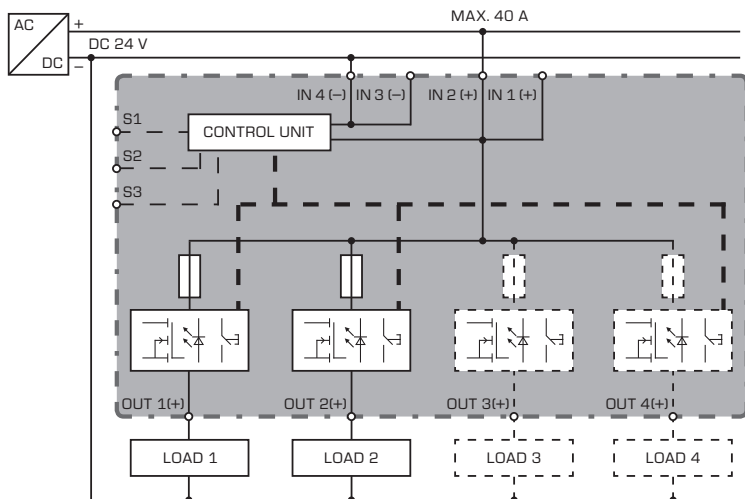 AC
+
MAX. 40 A
DC 24 V
DC
−
IN 4 (−) IN 3 (−) IN 2 (+) IN 1 (+)
S1
CONTROL UNIT
S2
S3
OUT 1(+) OUT 2(+) OUT 3(+) OUT 4(+)
LOAD 1 LOAD 2 LOAD 3 LOAD 4